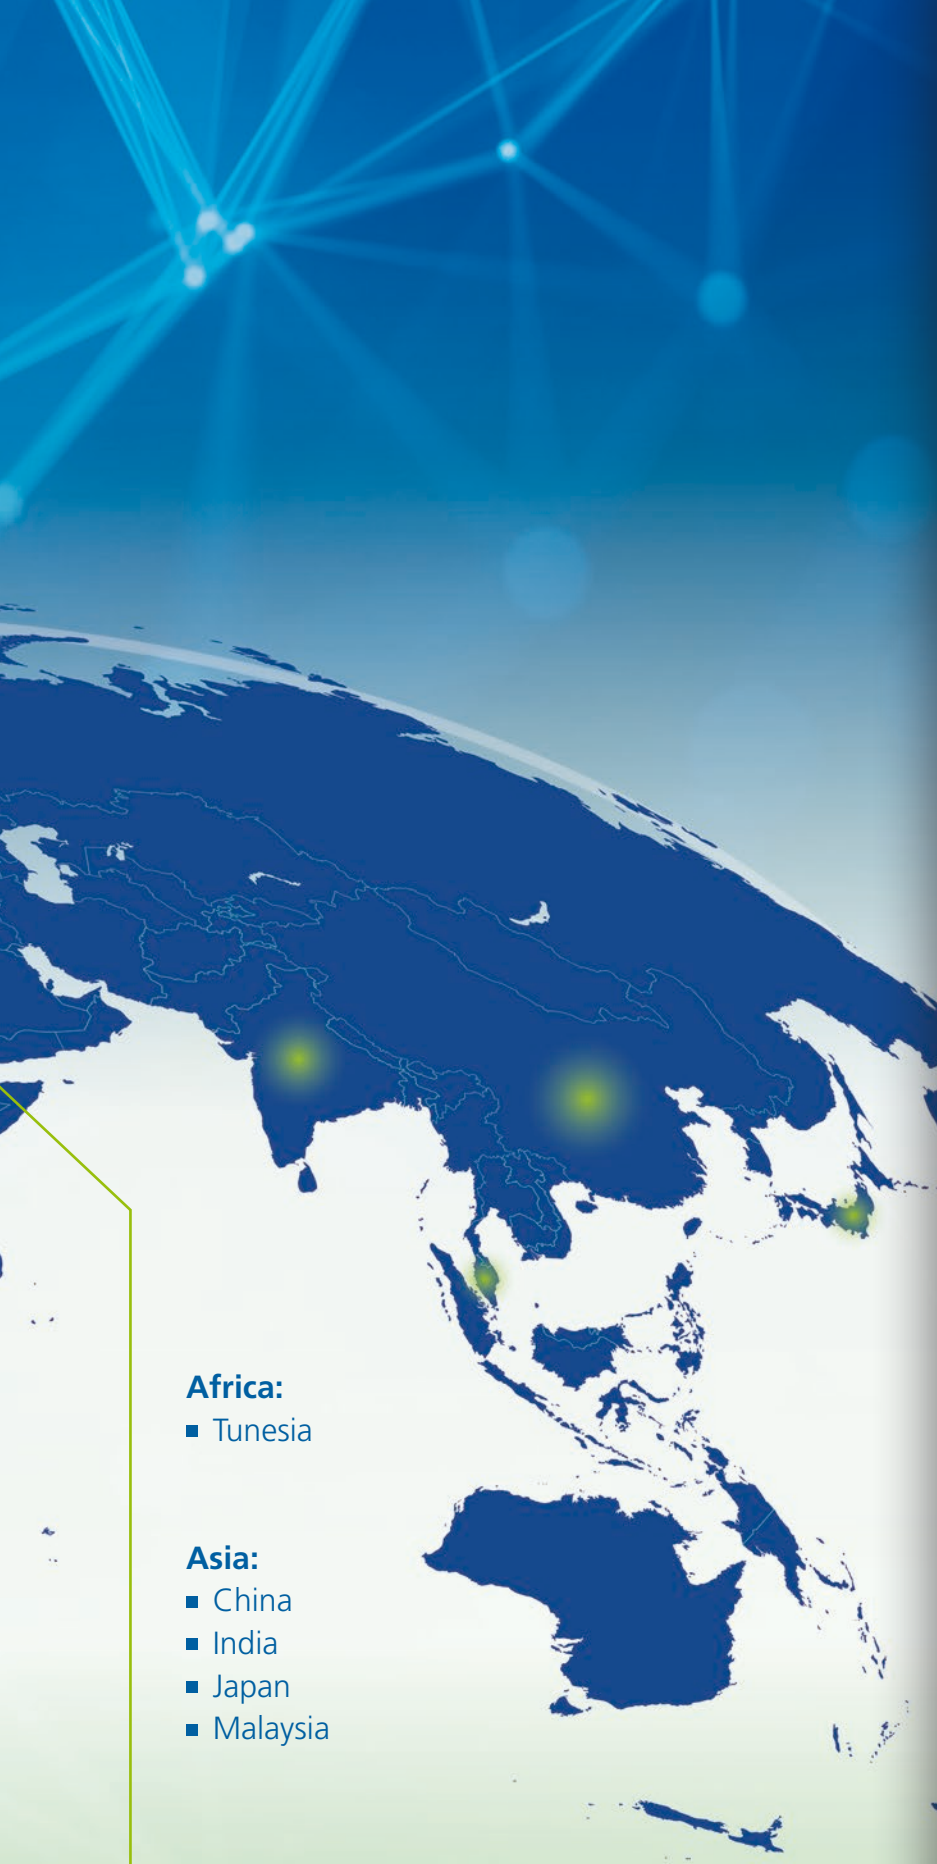 Africa:
▪ Tunesia
Asia:
▪ China
▪ India
▪ Japan
▪ Malaysia